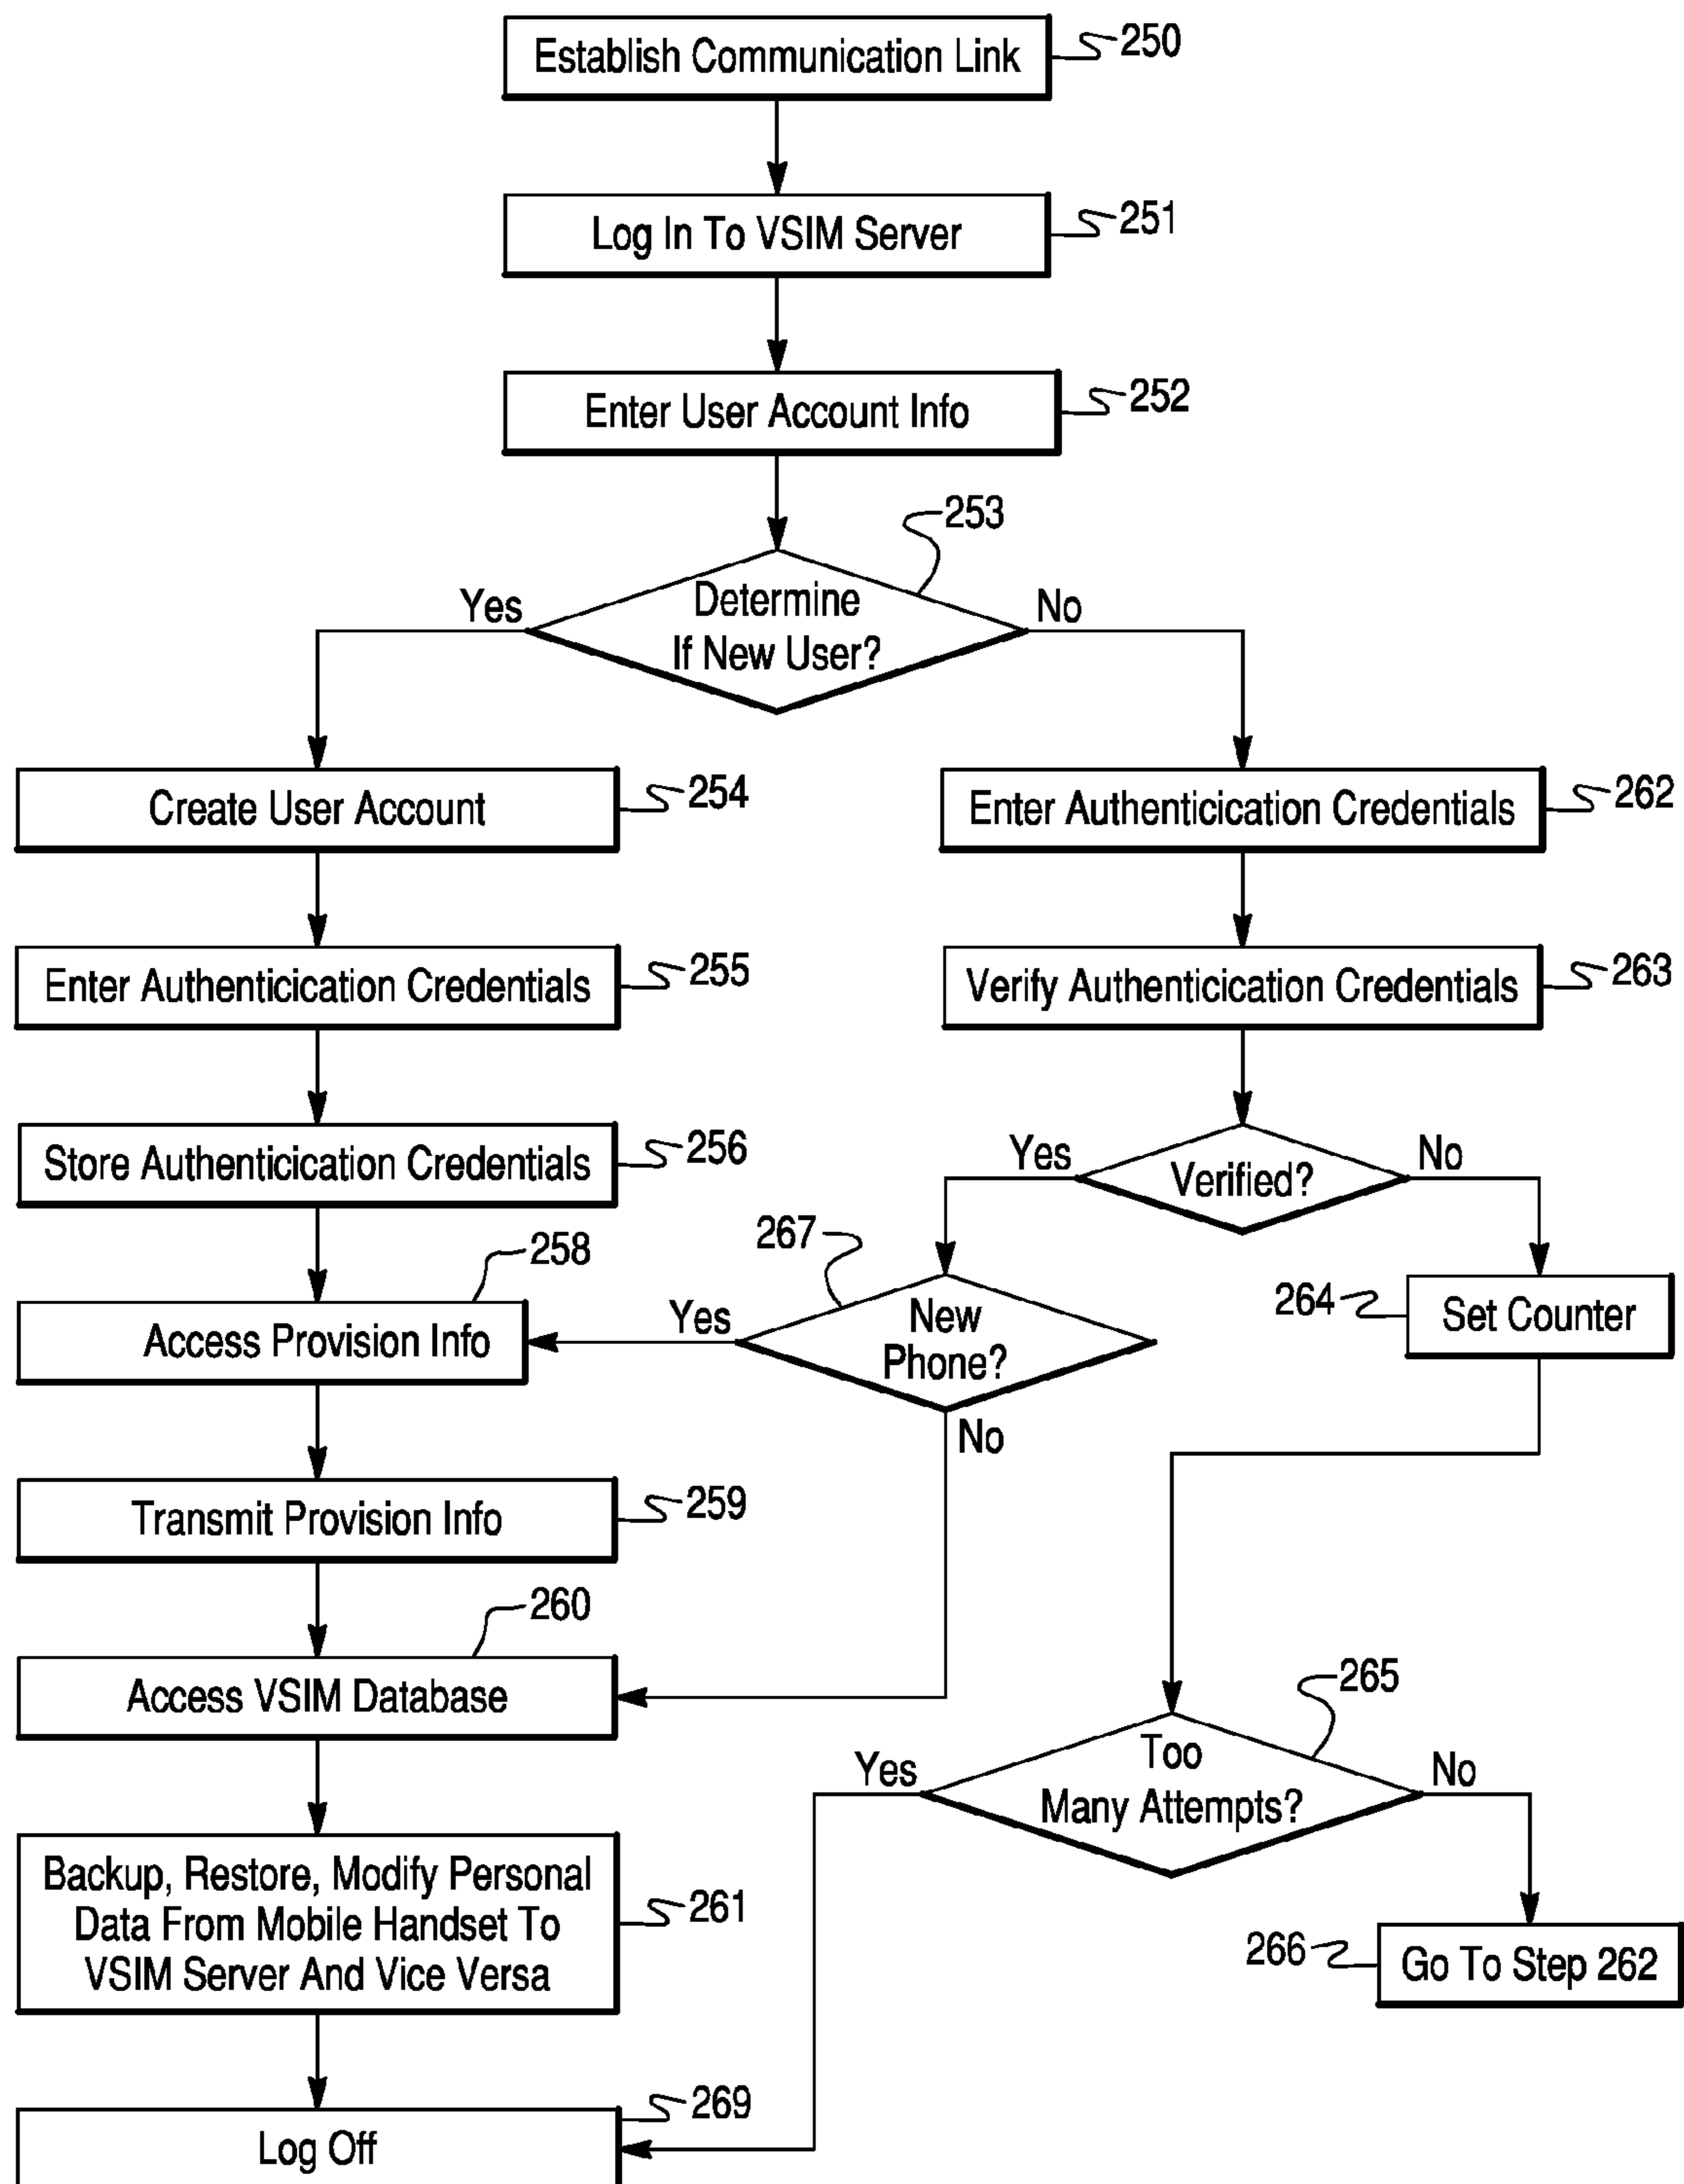 Establish Communication Link
250
Log In To VSIM Server
251
Enter User Account Info
252
253
Determine
If New User?
Yes
No
Create User Account
254
Enter Authenticication Credentials
262
Enter Authenticication Credentials
255
Verify Authenticication Credentials
263
Store Authenticication Credentials
256
Yes
Verified?
No
258
Access Provision Info
267
Yes
New
Phone?
No
264
Set Counter
Transmit Provision Info
259
260
Access VSIM Database
265
Yes
Too
Many Attempts?
No
Backup, Restore, Modify Personal
Data From Mobile Handset To
VSIM Server And Vice Versa
261
266
Go To Step 262
269
Log Off